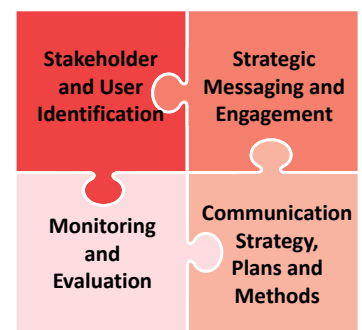 Stakeholder
and User
Identification
Strategic
Messaging and
Engagement
Monitoring
and
Evaluation
Communication
Strategy,
Plans and
Methods